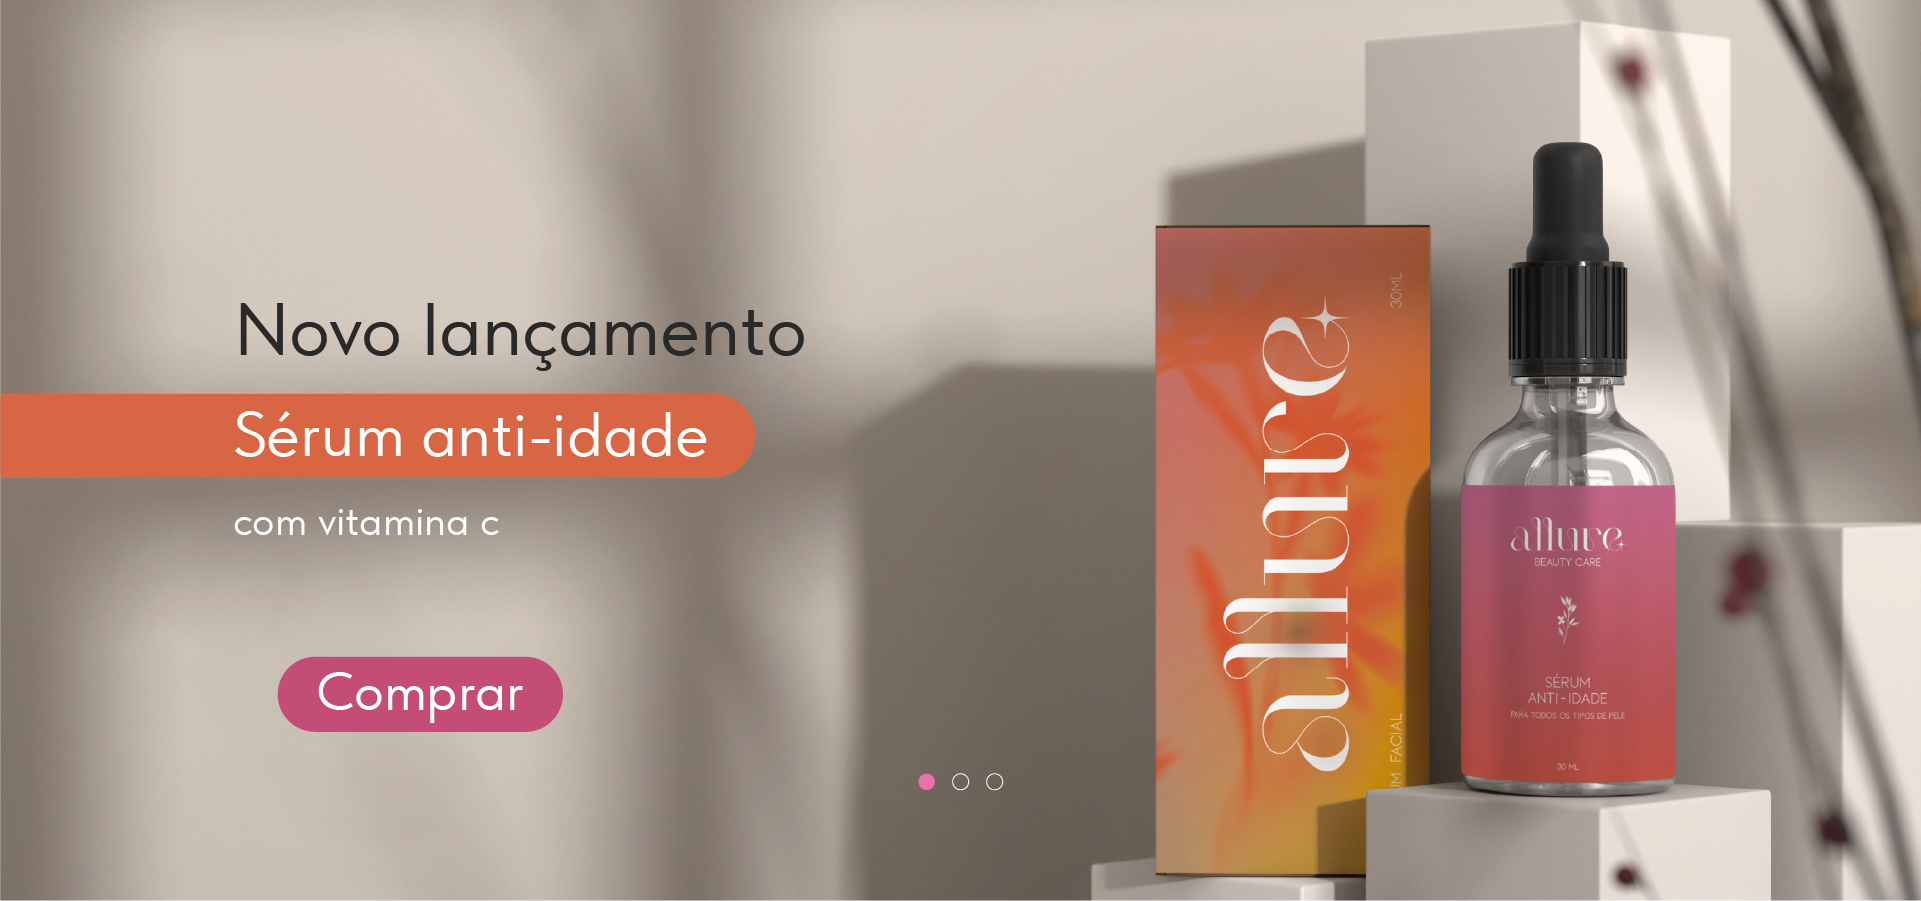 Novo lançamento
Sérum anti-idade
com vitamina c
Comprar
allure
30ML
UM FACIAL
allure
BEAUTY CARE
SÉRUM
ANTI-IDADE
PARA TODOS OS TIPOS DE PELE
30 ML